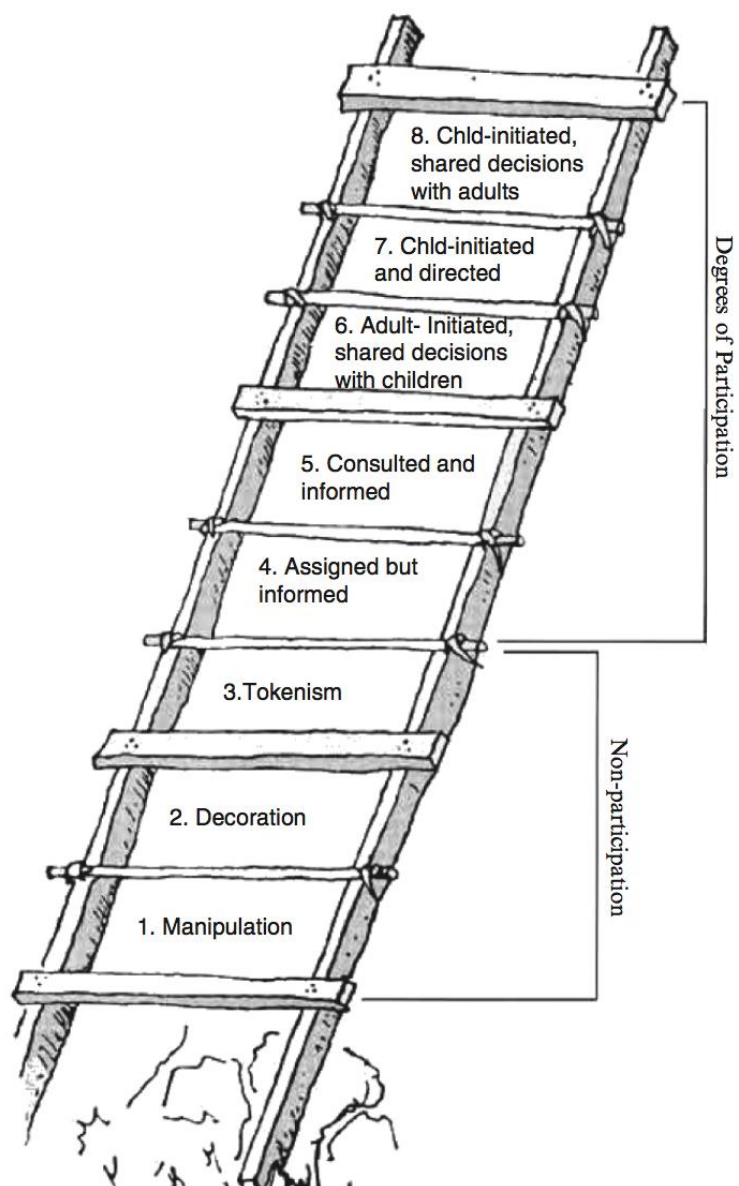 8. Chld-initiated,
shared decisions
with adults
7. Chld-initiated
and directed
6. Adult- Initiated,
shared decisions
with children
5. Consulted and
informed
4. Assigned but
informed
3.Tokenism
2. Decoration
1. Manipulation
Degrees of Participation
Non-participation